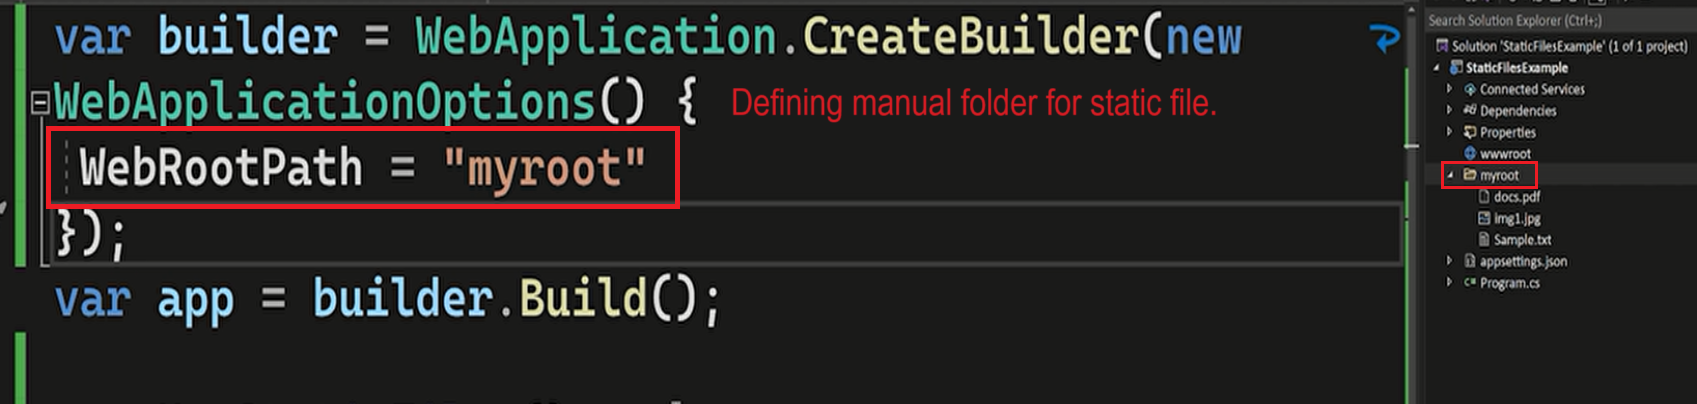 var builder = WebApplication.CreateBuilder(new
WebApplicationOptions() {
Defining manual folder for static file.
WebRootPath = "myroot"
});
var app = builder.Build();
Search Solution Explorer (Ctrl+;)
Solution 'StaticFilesExample' (1 of 1 project)
StaticFilesExample
Connected Services
Dependencies
Properties
wwwroot
myroot
docs.pdf
img1.jpg
Sample.txt
appsettings.json
C# Program.cs